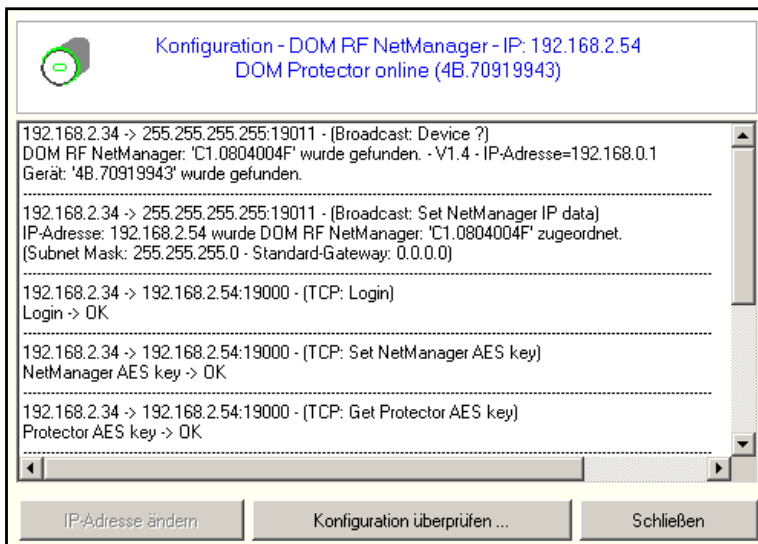 Konfiguration - DOM RF NetManager - IP: 192.168.2.54
DOM Protector online (4B.70919943)
192.168.2.34 -> 255.255.255.255:19011 - (Broadcast: Device ?)
DOM RF NetManager: 'C1.0804004F' wurde gefunden. - V1.4 - IP-Adresse=192.168.0.1
Gerät: '4B.70919943' wurde gefunden.
192.168.2.34 -> 255.255.255.255:19011 - (Broadcast: Set NetManager IP data)
IP-Adresse: 192.168.2.54 wurde DOM RF NetManager: 'C1.0804004F' zugeordnet.
(Subnet Mask: 255.255.255.0 - Standard-Gateway: 0.0.0.0)
192.168.2.34 -> 192.168.2.54:19000 - (TCP: Login)
Login -> OK
192.168.2.34 -> 192.168.2.54:19000 - (TCP: Set NetManager AES key)
NetManager AES key -> OK
192.168.2.34 -> 192.168.2.54:19000 - (TCP: Get Protector AES key)
Protector AES key -> OK
IP-Adresse ändern
Konfiguration überprüfen ...
Schließen